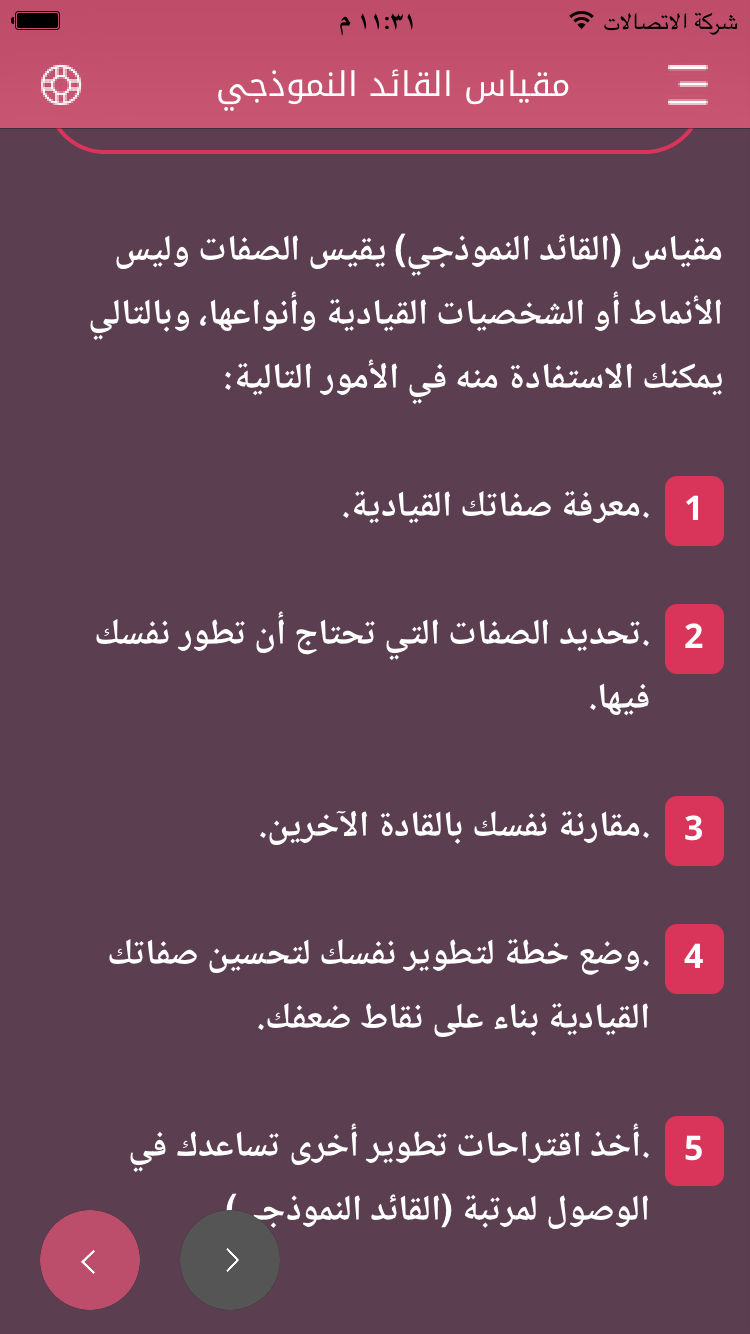 شركة الاتصالات ١١:٣١ م
مقياس القائد النموذجي
مقياس (القائد النموذجي) يقيس الصفات وليس
الأنماط أو الشخصيات القيادية وأنواعها، وبالتالي
يمكنك الاستفادة منه في الأمور التالية:
1 .معرفة صفاتك القيادية.
2 .تحديد الصفات التي تحتاج أن تطور نفسك
فيها.
3 .مقارنة نفسك بالقادة الآخرين.
4 .وضع خطة لتطوير نفسك لتحسين صفاتك
القيادية بناء على نقاط ضعفك.
5 .أخذ اقتراحات تطوير أخرى تساعدك في
الوصول لمرتبة (القائد